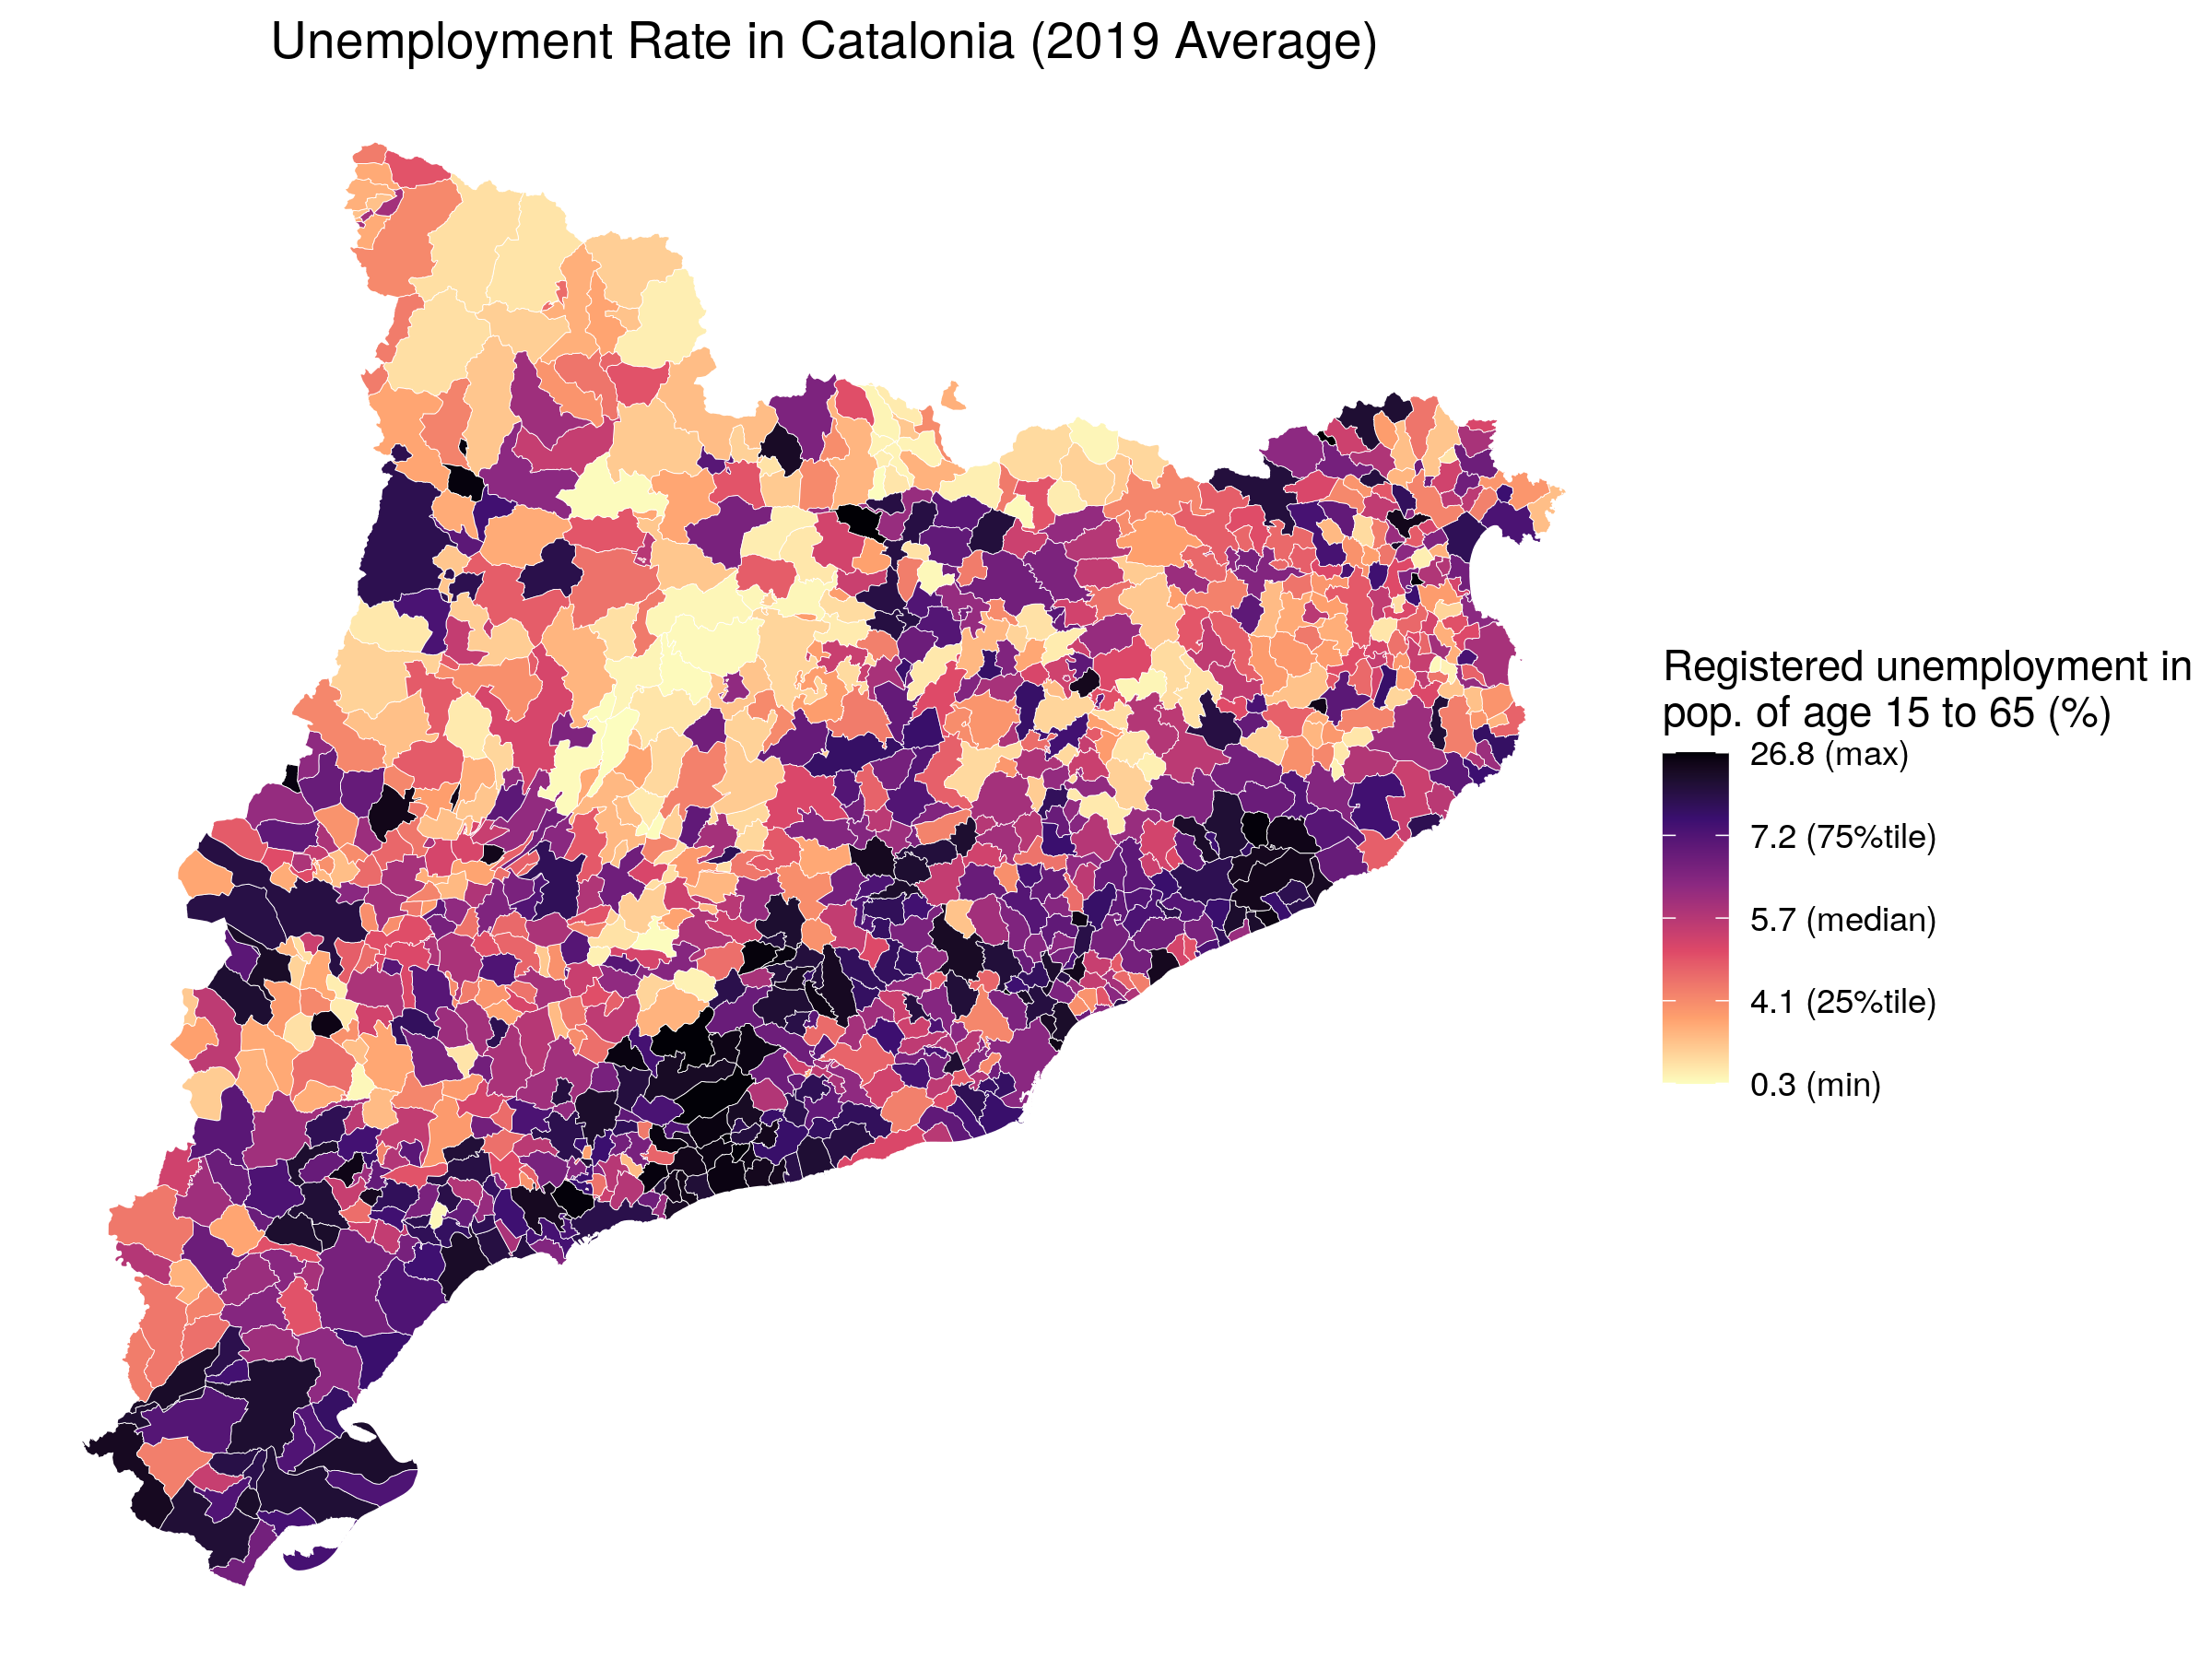 Unemployment Rate in Catalonia (2019 Average)
Registered unemployment in
pop. of age 15 to 65 (%)
26.8 (max)
7.2 (75%tile)
5.7 (median)
4.1 (25%tile)
0.3 (min)